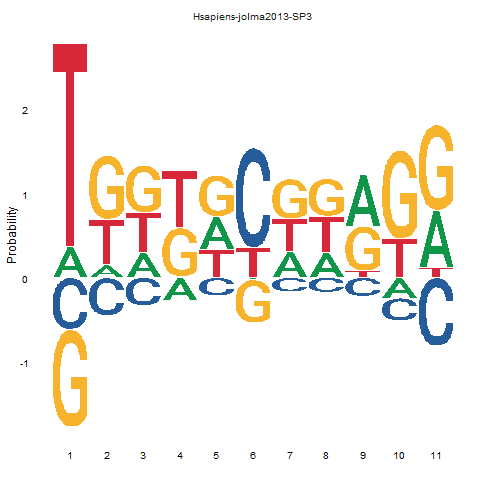 Hsapiens-jolma2013-SP3
Probability
2
1
0
-1
T A C G
G T A C
G T A C
T G A
G A T C
C T G
G T A C
G T A C
A G T C
G T A C
G A T C
1 2 3 4 5 6 7 8 9 10 11